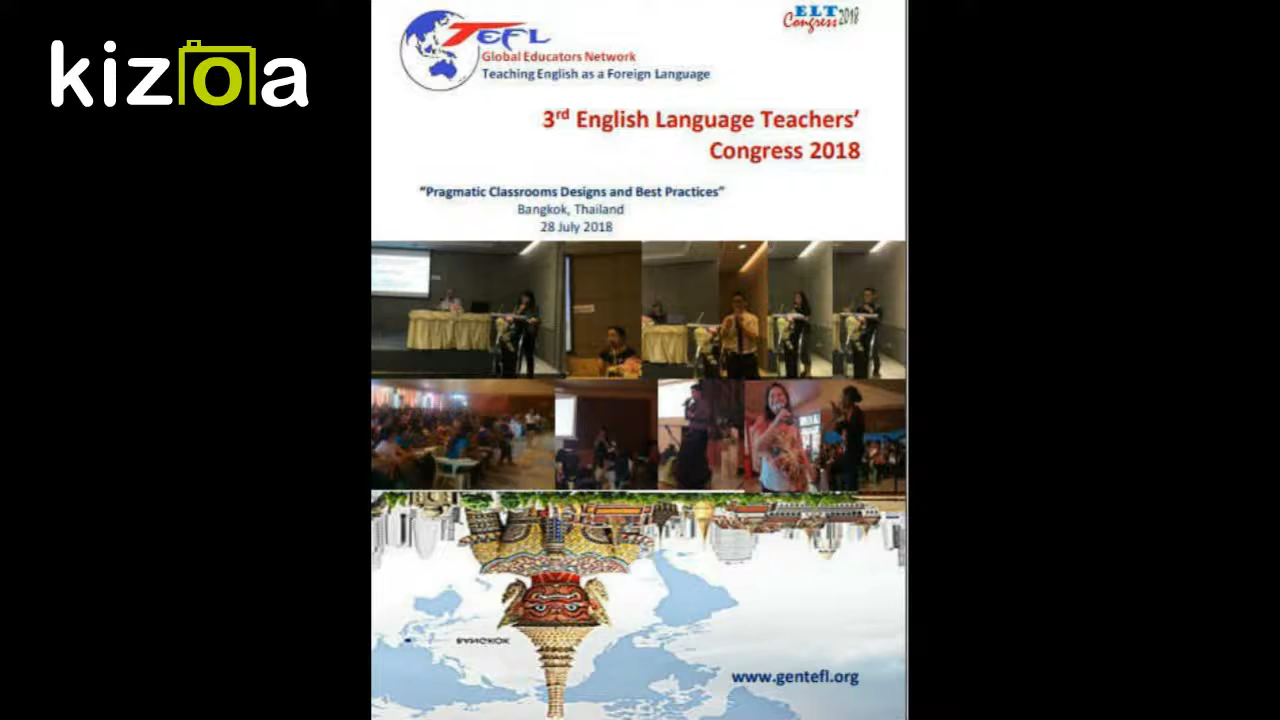 kizoa
TEFL
Global Educators Network
Teaching English as a Foreign Language
ELT
Congress 2018
3rd English Language Teachers’
Congress 2018
“Pragmatic Classrooms Designs and Best Practices”
Bangkok, Thailand
28 July 2018
BANGKOK
www.gentefl.org